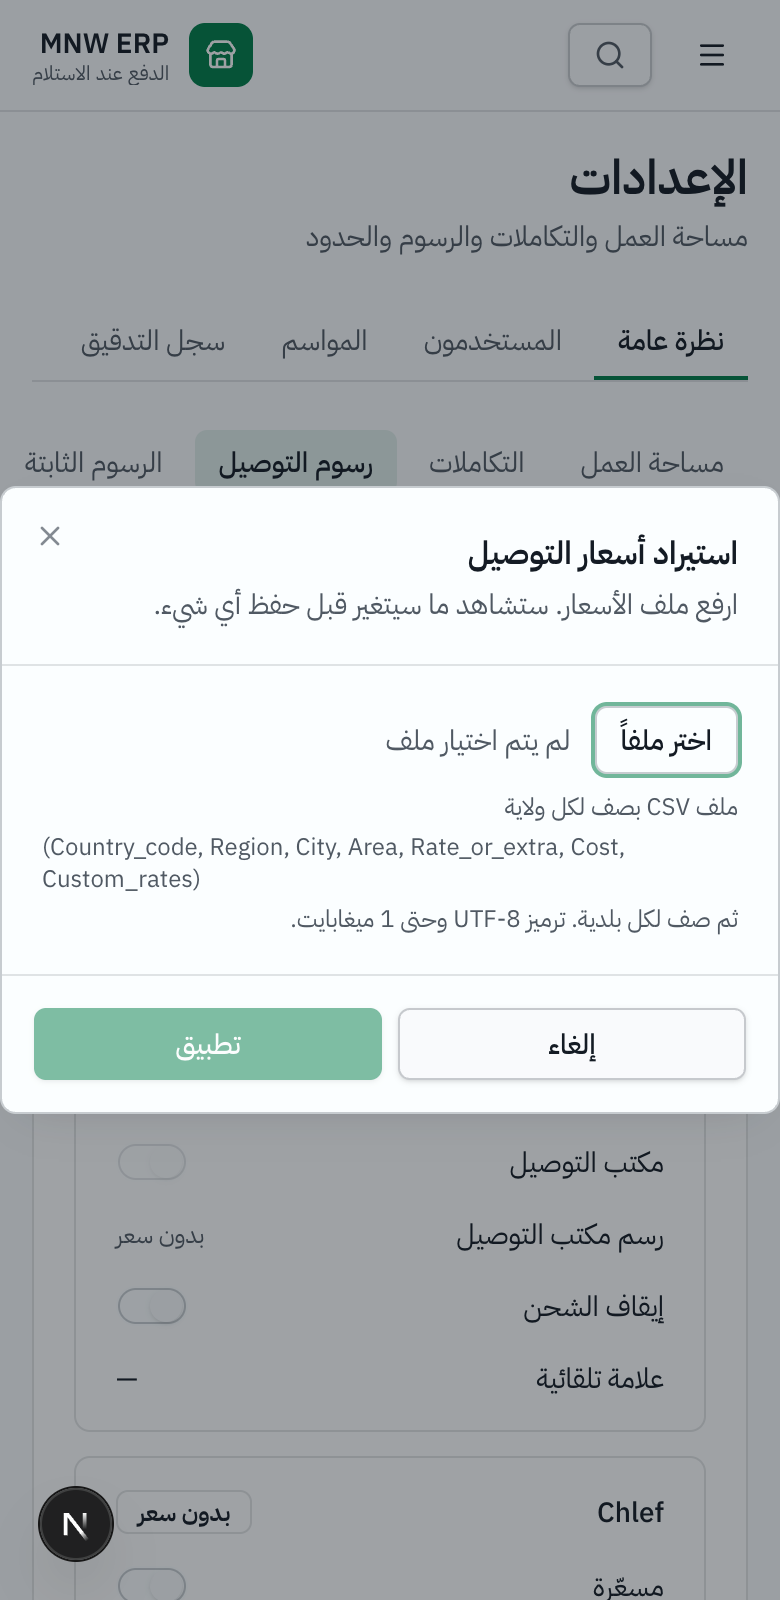 MNW ERP
الدفع عند الاستلام
الإعدادات
مساحة العمل والتكاملات والرسوم والحدود
نظرة عامة
المستخدمون
المواسم
سجل التدقيق
مساحة العمل
التكاملات
رسوم التوصيل
الرسوم الثابتة
استيراد أسعار التوصيل
ارفع ملف الأسعار. ستشاهد ما سيتغير قبل حفظ أي شيء.
اختر ملفاً
لم يتم اختيار ملف
ملف CSV بصف لكل ولاية
(Country_code, Region, City, Area, Rate_or_extra, Cost,
Custom_rates)
ثم صف لكل بلدية. ترميز UTF-8 وحتى 1 ميغابايت.
إلغاء
تطبيق
مكتب التوصيل
رسم مكتب التوصيل
بدون سعر
إيقاف الشحن
علامة تلقائية
—
Chlef
بدون سعر
مسعّرة